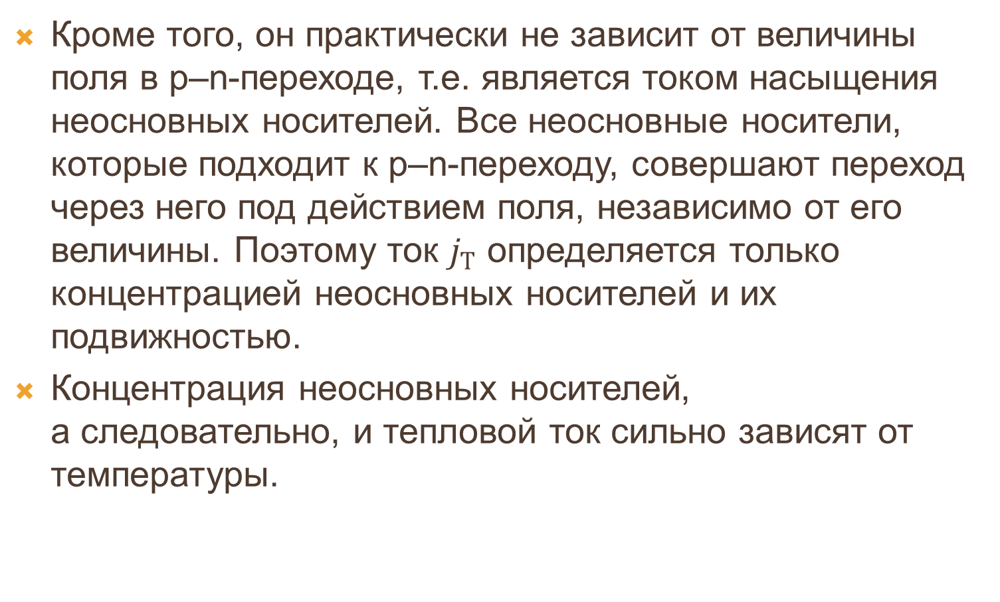 Кроме того, он практически не зависит от величины
поля в p–n-переходе, т.е. является током насыщения
неосновных носителей. Все неосновные носители,
которые подходит к p–n-переходу, совершают переход
через него под действием поля, независимо от его
величины. Поэтому ток jТ определяется только
концентрацией неосновных носителей и их
подвижностью.
Концентрация неосновных носителей,
а следовательно, и тепловой ток сильно зависят от
температуры.